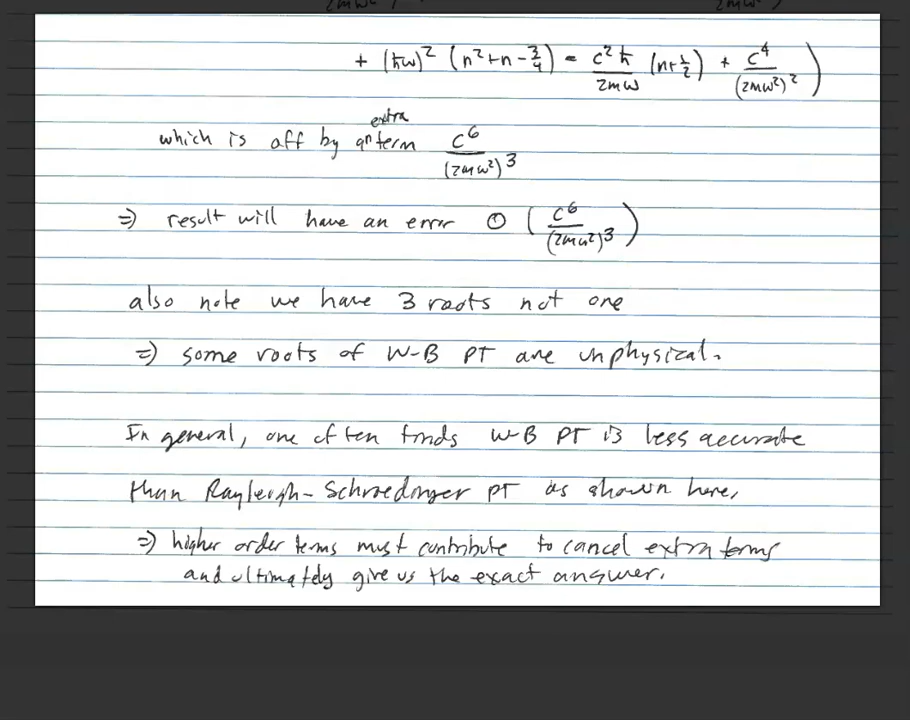 + (ħω)² (n²+n-3/4) - c²ħ/2mω (n+1/2) + c⁴/(2mω²)² )
extra
which is off by an term c⁶/(2mω²)³
⇒ result will have an error O (c⁶/(2mω²)³)
also note we have 3 roots not one
⇒ some roots of W-B PT are unphysical.
In general, one often finds W-B PT is less accurate
than Rayleigh-Schroedinger PT as shown here,
⇒ higher order terms must contribute to cancel extra terms
and ultimately give us the exact answer.